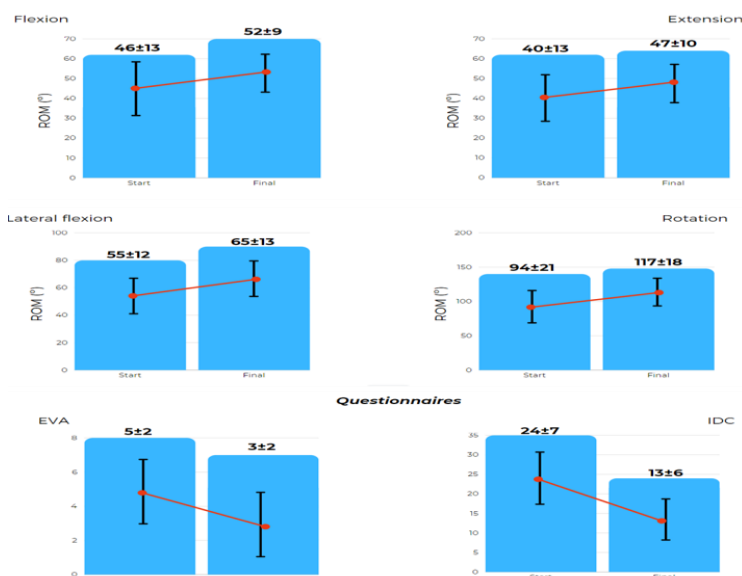 Flexion
46±13
52±9
70
60
50
40
30
20
10
0
ROM (°)
Start
Final
Extension
40±13
47±10
70
60
50
40
30
20
10
0
ROM (°)
Start
Final
Lateral flexion
55±12
65±13
100
80
60
40
20
0
ROM (°)
Start
Final
Rotation
94±21
117±18
200
150
100
50
0
ROM (°)
Start
Final
Questionnaires
EVA
5±2
3±2
8
6
4
2
0
IDC
24±7
13±6
35
30
25
20
15
10
5
0
Start
Final